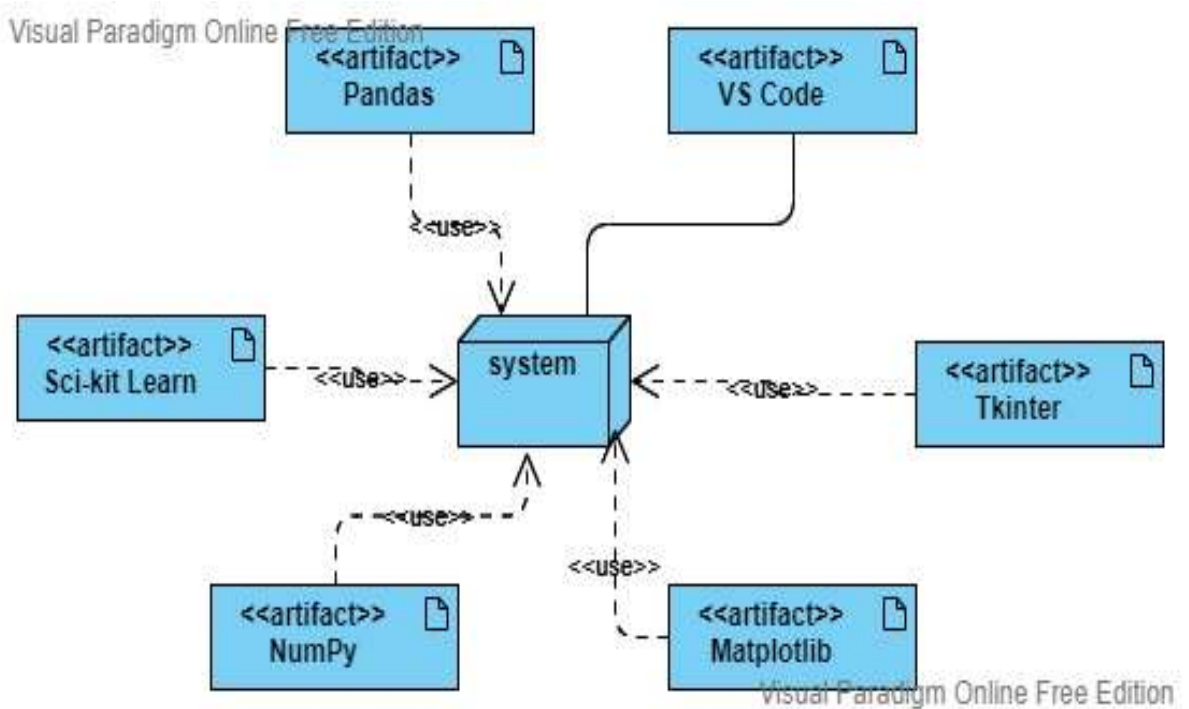 Visual Paradigm Online Free Edition
<<artifact>>
Pandas
<<artifact>>
VS Code
<<use>>
<<artifact>>
Sci-kit Learn
<<use>>
system
<<use>>
<<artifact>>
Tkinter
<<use>>
<<use>>
<<artifact>>
NumPy
<<artifact>>
Matplotlib
Visual Paradigm Online Free Edition